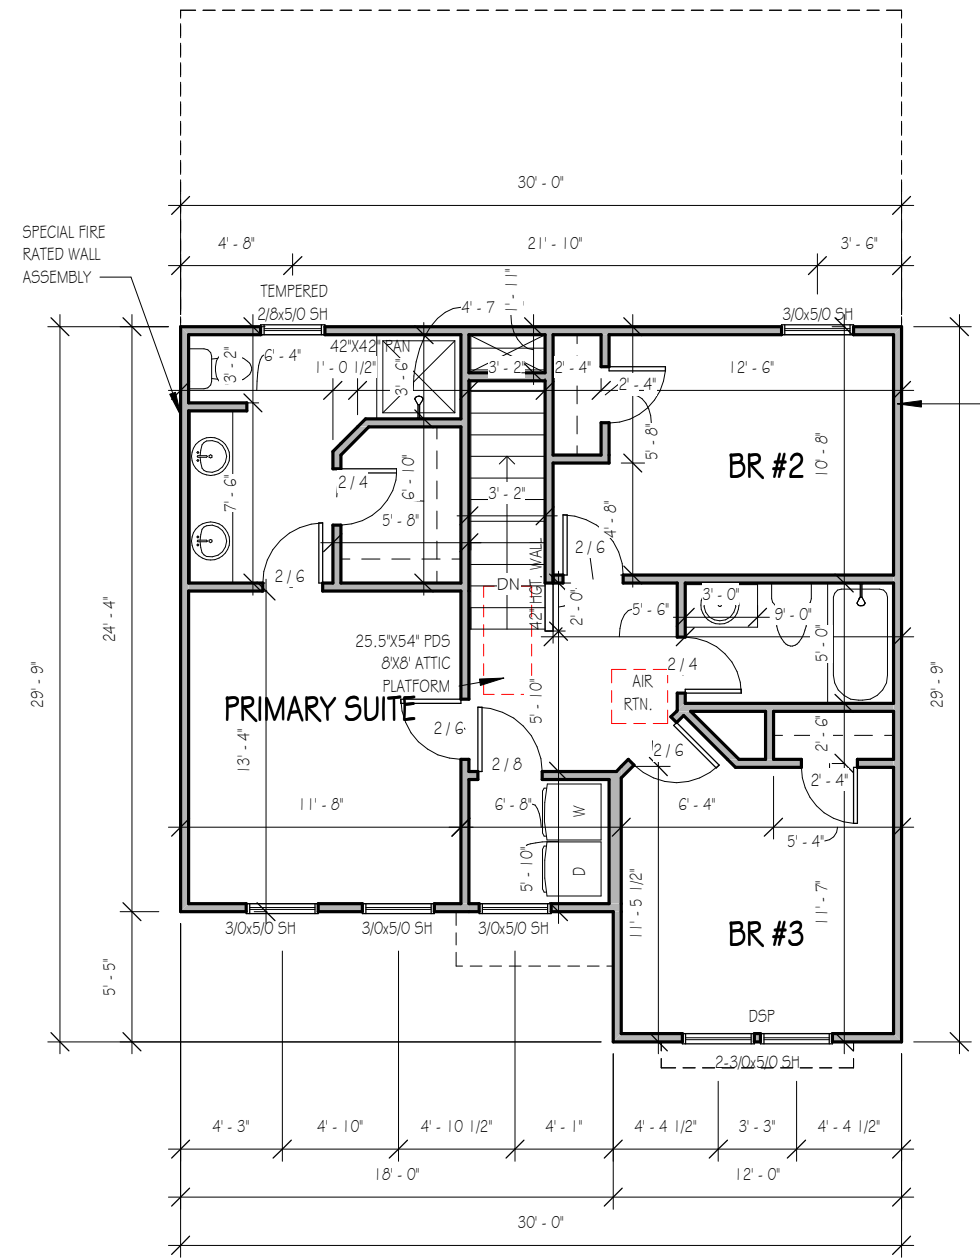 30' - 0"
SPECIAL FIRE
RATED WALL
ASSEMBLY
4' - 8"
21' - 10"
3' - 6"
TEMPERED
2/8x5/0 SH
4' - 7
1' - 11"
3/0x5/0 SH
3' - 2"
6' - 4"
42"X42" PAN
1' - 0 1/2"
3' - 6"
3' - 2"
2' - 4"
2' - 4"
12' - 6"
5' - 8"
10' - 8"
BR #2
7' - 6"
2 / 4
6' - 10"
5' - 8"
3' - 2"
4' - 8"
2 / 6
2 / 6
42" HGT. WALL
DN
2' - 0"
5' - 6"
3' - 0"
9' - 0"
5' - 0"
24' - 4"
29' - 9"
29' - 9"
25.5"X54" PDS
8'X8' ATTIC
PLATFORM
2 / 4
AIR
RTN.
5' - 10"
PRIMARY SUITE
13' - 4"
2 / 6
2 / 8
2 / 6
2' - 6"
2' - 4"
11' - 8"
6' - 8"
W
6' - 4"
5' - 4"
5' - 10"
D
11' - 5 1/2"
11' - 7"
BR #3
3/0x5/0 SH
3/0x5/0 SH
3/0x5/0 SH
5' - 5"
DSP
2-3/0x5/0 SH
4' - 3"
4' - 10"
4' - 10 1/2"
4' - 1"
4' - 4 1/2"
3' - 3"
4' - 4 1/2"
18' - 0"
12' - 0"
30' - 0"